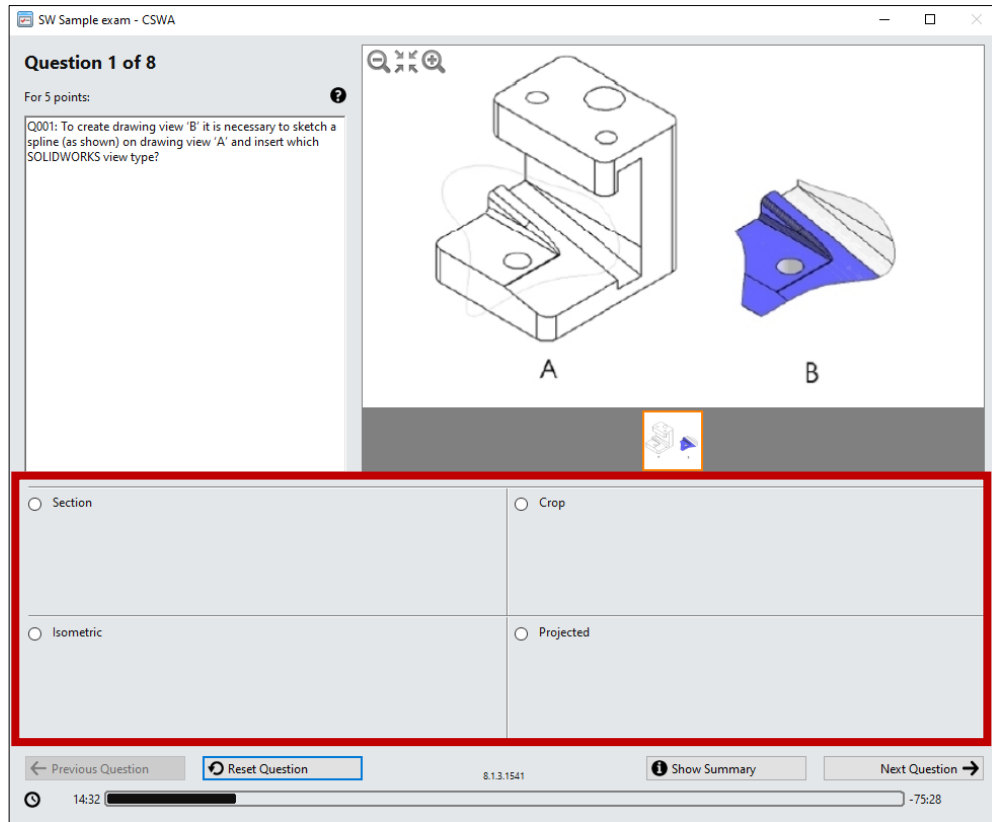 SW Sample exam - CSWA
Question 1 of 8
For 5 points:
Q001: To create drawing view ‘B’ it is necessary to sketch a
spline (as shown) on drawing view ‘A’ and insert which
SOLIDWORKS view type?
A
B
Section
Crop
Isometric
Projected
Previous Question
Reset Question
8.1.3.1541
Show Summary
Next Question
14:32
-75:28